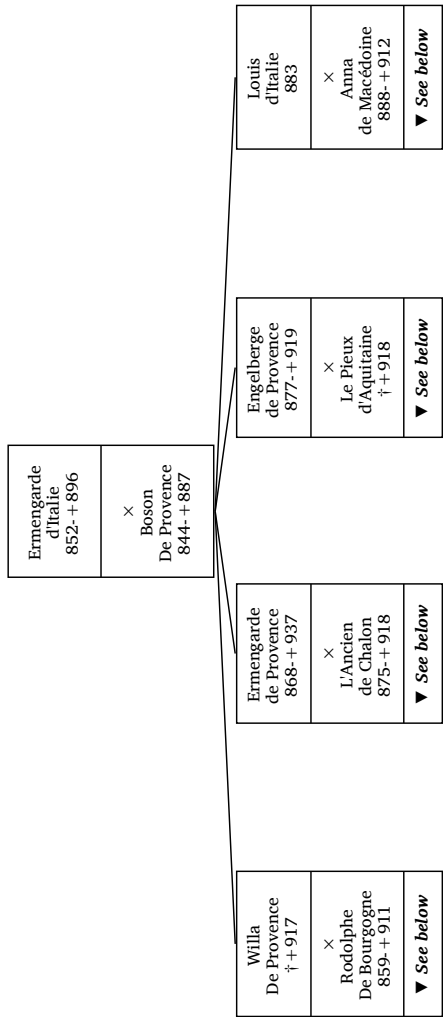 Ermengarde
d'Italie
852-+896
×
Boson
De Provence
844-+887
Willa
De Provence
†+917
×
Rodolphe
De Bourgogne
859-+911
▼ See below
Ermengarde
de Provence
868-+937
×
L'Ancien
de Chalon
875-+918
▼ See below
Engelberge
de Provence
877-+919
×
Le Pieux
d'Aquitaine
†+918
▼ See below
Louis
d'Italie
883
×
Anna
de Macédoine
888-+912
▼ See below